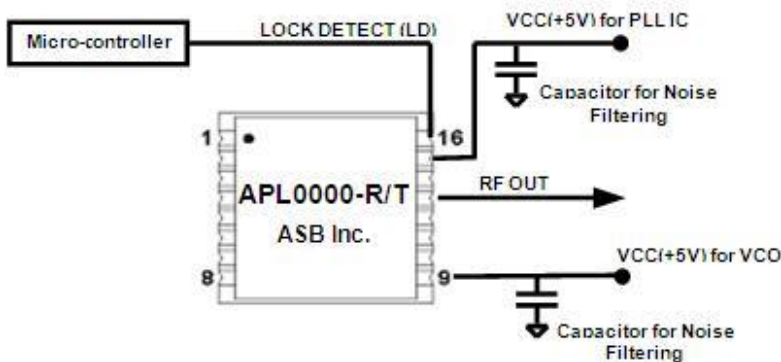 Micro-controller
LOCK DETECT (LD)
VCC(+5V) for PLL IC
Capacitor for Noise
Filtering
1
16
APL0000-R/T
ASB Inc.
RF OUT
8
9
VCC(+5V) for VCO
Capacitor for Noise
Filtering